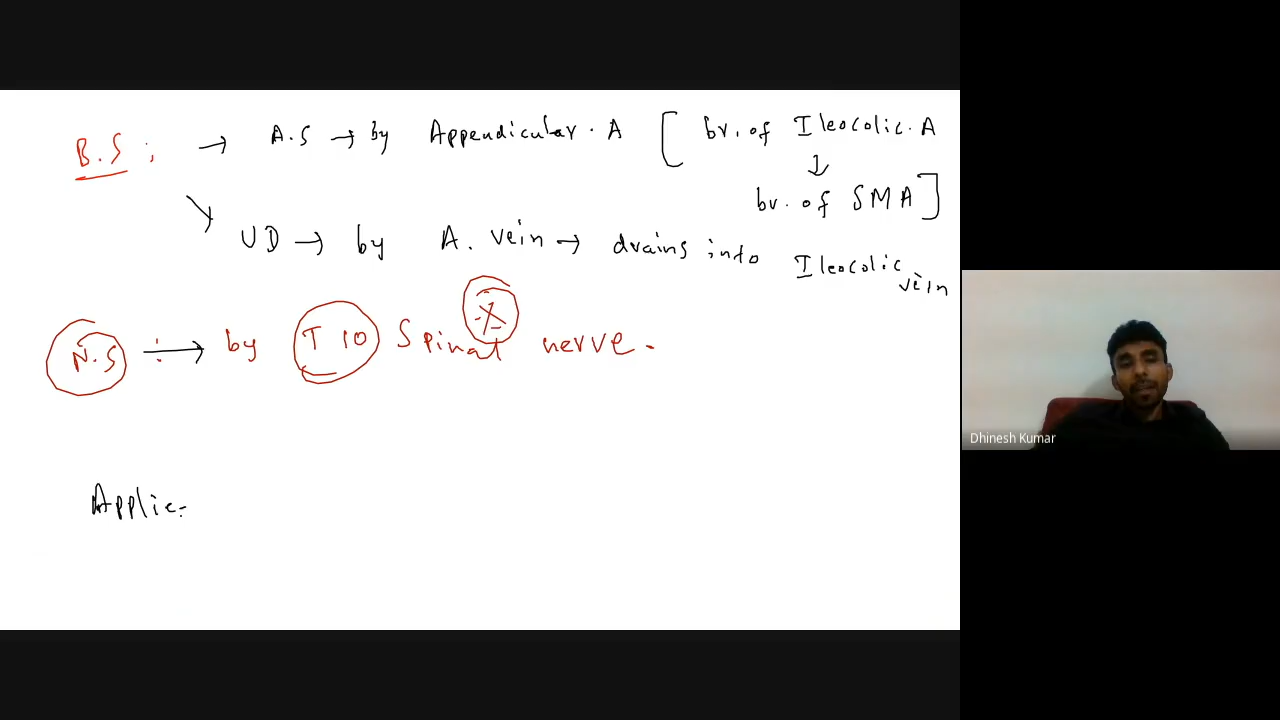 B.S : → A.S → by Appendicular. A [ br. of Ileocolic. A
↓
br. of SMA ]
VD → by A. vein → drains into Ileocolic vein
N.S : → by T 10 Spinal nerve.
Applic-
Dhinesh Kumar